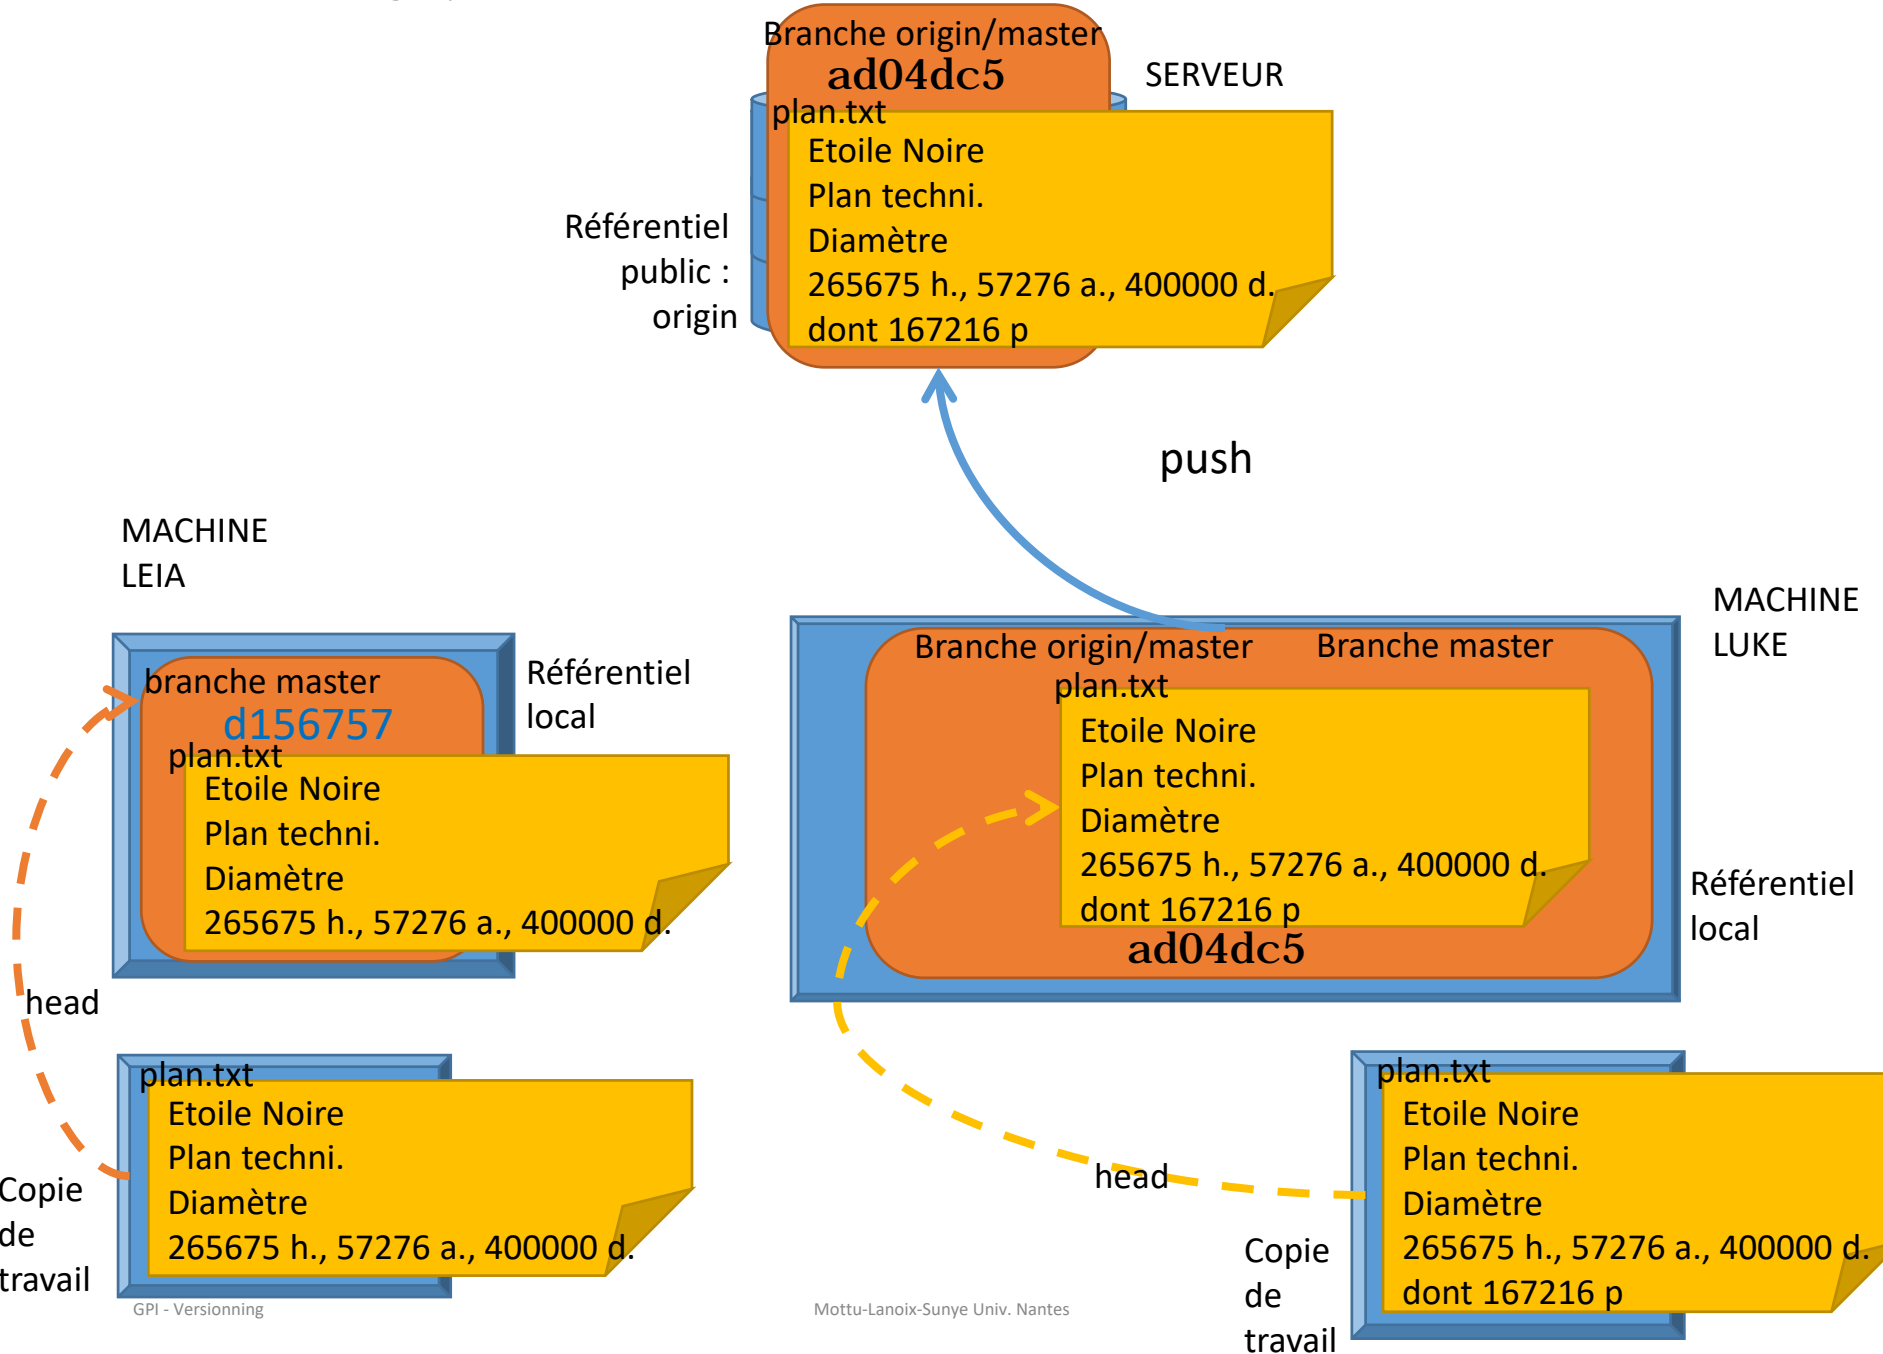 Branche origin/master
ad04dc5
SERVEUR
plan.txt
Etoile Noire
Plan techni.
Diamètre
265675 h., 57276 a., 400000 d.
dont 167216 p
Référentiel
public :
origin
push
MACHINE
LEIA
branche master
d156757
Référentiel
local
plan.txt
Etoile Noire
Plan techni.
Diamètre
265675 h., 57276 a., 400000 d.
head
plan.txt
Etoile Noire
Plan techni.
Diamètre
265675 h., 57276 a., 400000 d.
Copie
de
travail
MACHINE
LUKE
Branche origin/master Branche master
plan.txt
Etoile Noire
Plan techni.
Diamètre
265675 h., 57276 a., 400000 d.
dont 167216 p
ad04dc5
Référentiel
local
head
plan.txt
Etoile Noire
Plan techni.
Diamètre
265675 h., 57276 a., 400000 d.
dont 167216 p
Copie
de
travail
GPI - Versionning
Mottu-Lanoix-Sunye Univ. Nantes